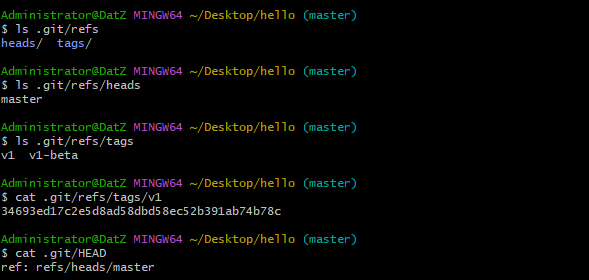 Administrator@DatZ MINGW64 ~/Desktop/hello (master)
$ ls .git/refs
heads/  tags/
Administrator@DatZ MINGW64 ~/Desktop/hello (master)
$ ls .git/refs/heads
master
Administrator@DatZ MINGW64 ~/Desktop/hello (master)
$ ls .git/refs/tags
v1  v1-beta
Administrator@DatZ MINGW64 ~/Desktop/hello (master)
$ cat .git/refs/tags/v1
34693ed17c2e5d8ad58dbd58ec52b391ab74b78c
Administrator@DatZ MINGW64 ~/Desktop/hello (master)
$ cat .git/HEAD
ref: refs/heads/master